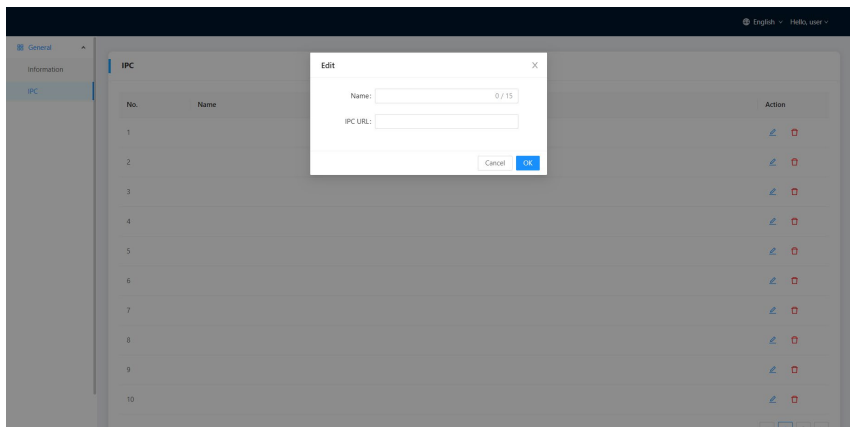 English Hello, user
General
Information
IPC
IPC
Edit
Name: 0 / 15
IPC URL:
Cancel OK
No. Name Action
1
2
3
4
5
6
7
8
9
10